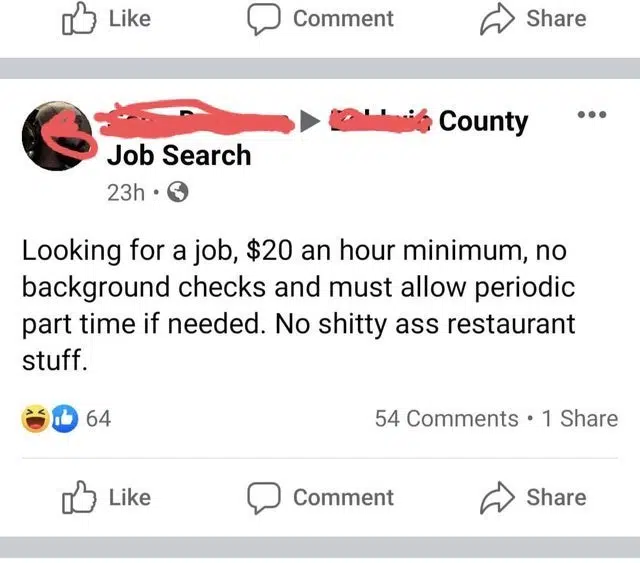 Like Comment Share
County •••
Job Search
23h •
Looking for a job, $20 an hour minimum, no
background checks and must allow periodic
part time if needed. No shitty ass restaurant
stuff.
64 54 Comments • 1 Share
Like Comment Share